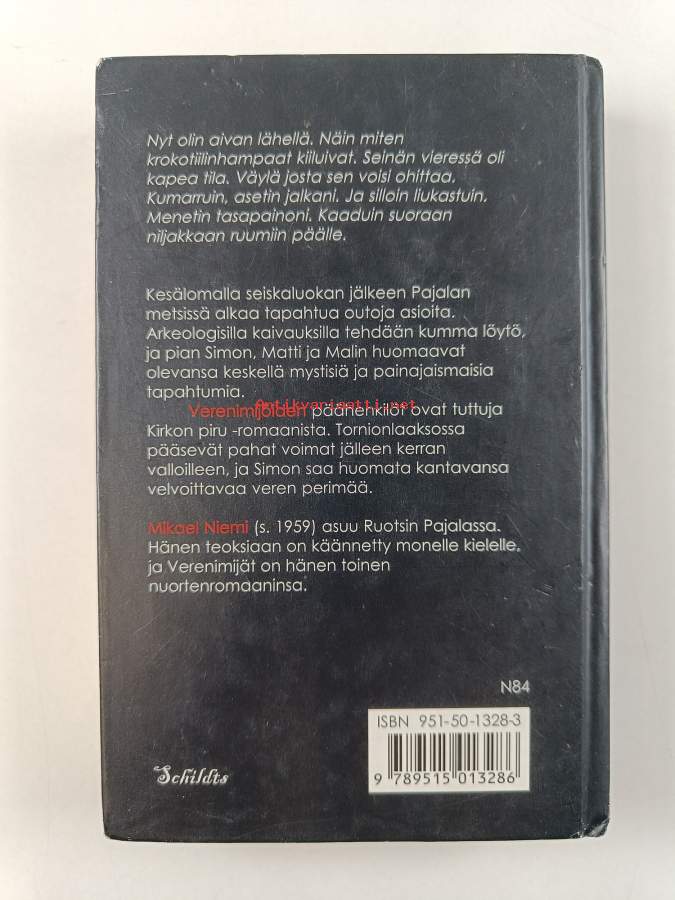 Nyt olin aivan lähellä. Näin miten
krokotiilinhampaat kiiluivat. Seinän vieressä oli
kapea tila. Väylä josta sen voisi ohittaa.
Kumarruin, asetin jalkani. Ja silloin liukastuin.
Menetin tasapainoni. Kaaduin suoraan
niljakkaan ruumiin päälle.
Kesälomalla seiskaluokan jälkeen Pajalan
metsissä alkaa tapahtua outoja asioita.
Arkeologisilla kaivauksilla tehdään kumma löytö,
ja pian Simon, Matti ja Malin huomaavat
olevansa keskellä mystisiä ja painajaismaisia
tapahtumia.
Antikvariaatti.net
Verenimijöiden päähenkilöt ovat tuttuja
Kirkon piru -romaanista. Tornionlaaksossa
pääsevät pahat voimat jälleen kerran
valloilleen, ja Simon saa huomata kantavansa
velvoittavaa veren perimää.
Mikael Niemi (s. 1959) asuu Ruotsin Pajalassa.
Hänen teoksiaan on käännetty monelle kielelle,
ja Verenimijät on hänen toinen
nuortenromaaninsa.
N84
ISBN 951-50-1328-3
9 789515 013286
Schildts